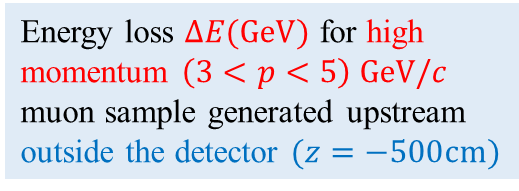 Energy loss ΔE(GeV) for high
momentum (3 < p < 5) GeV/c
muon sample generated upstream
outside the detector (z = −500cm)